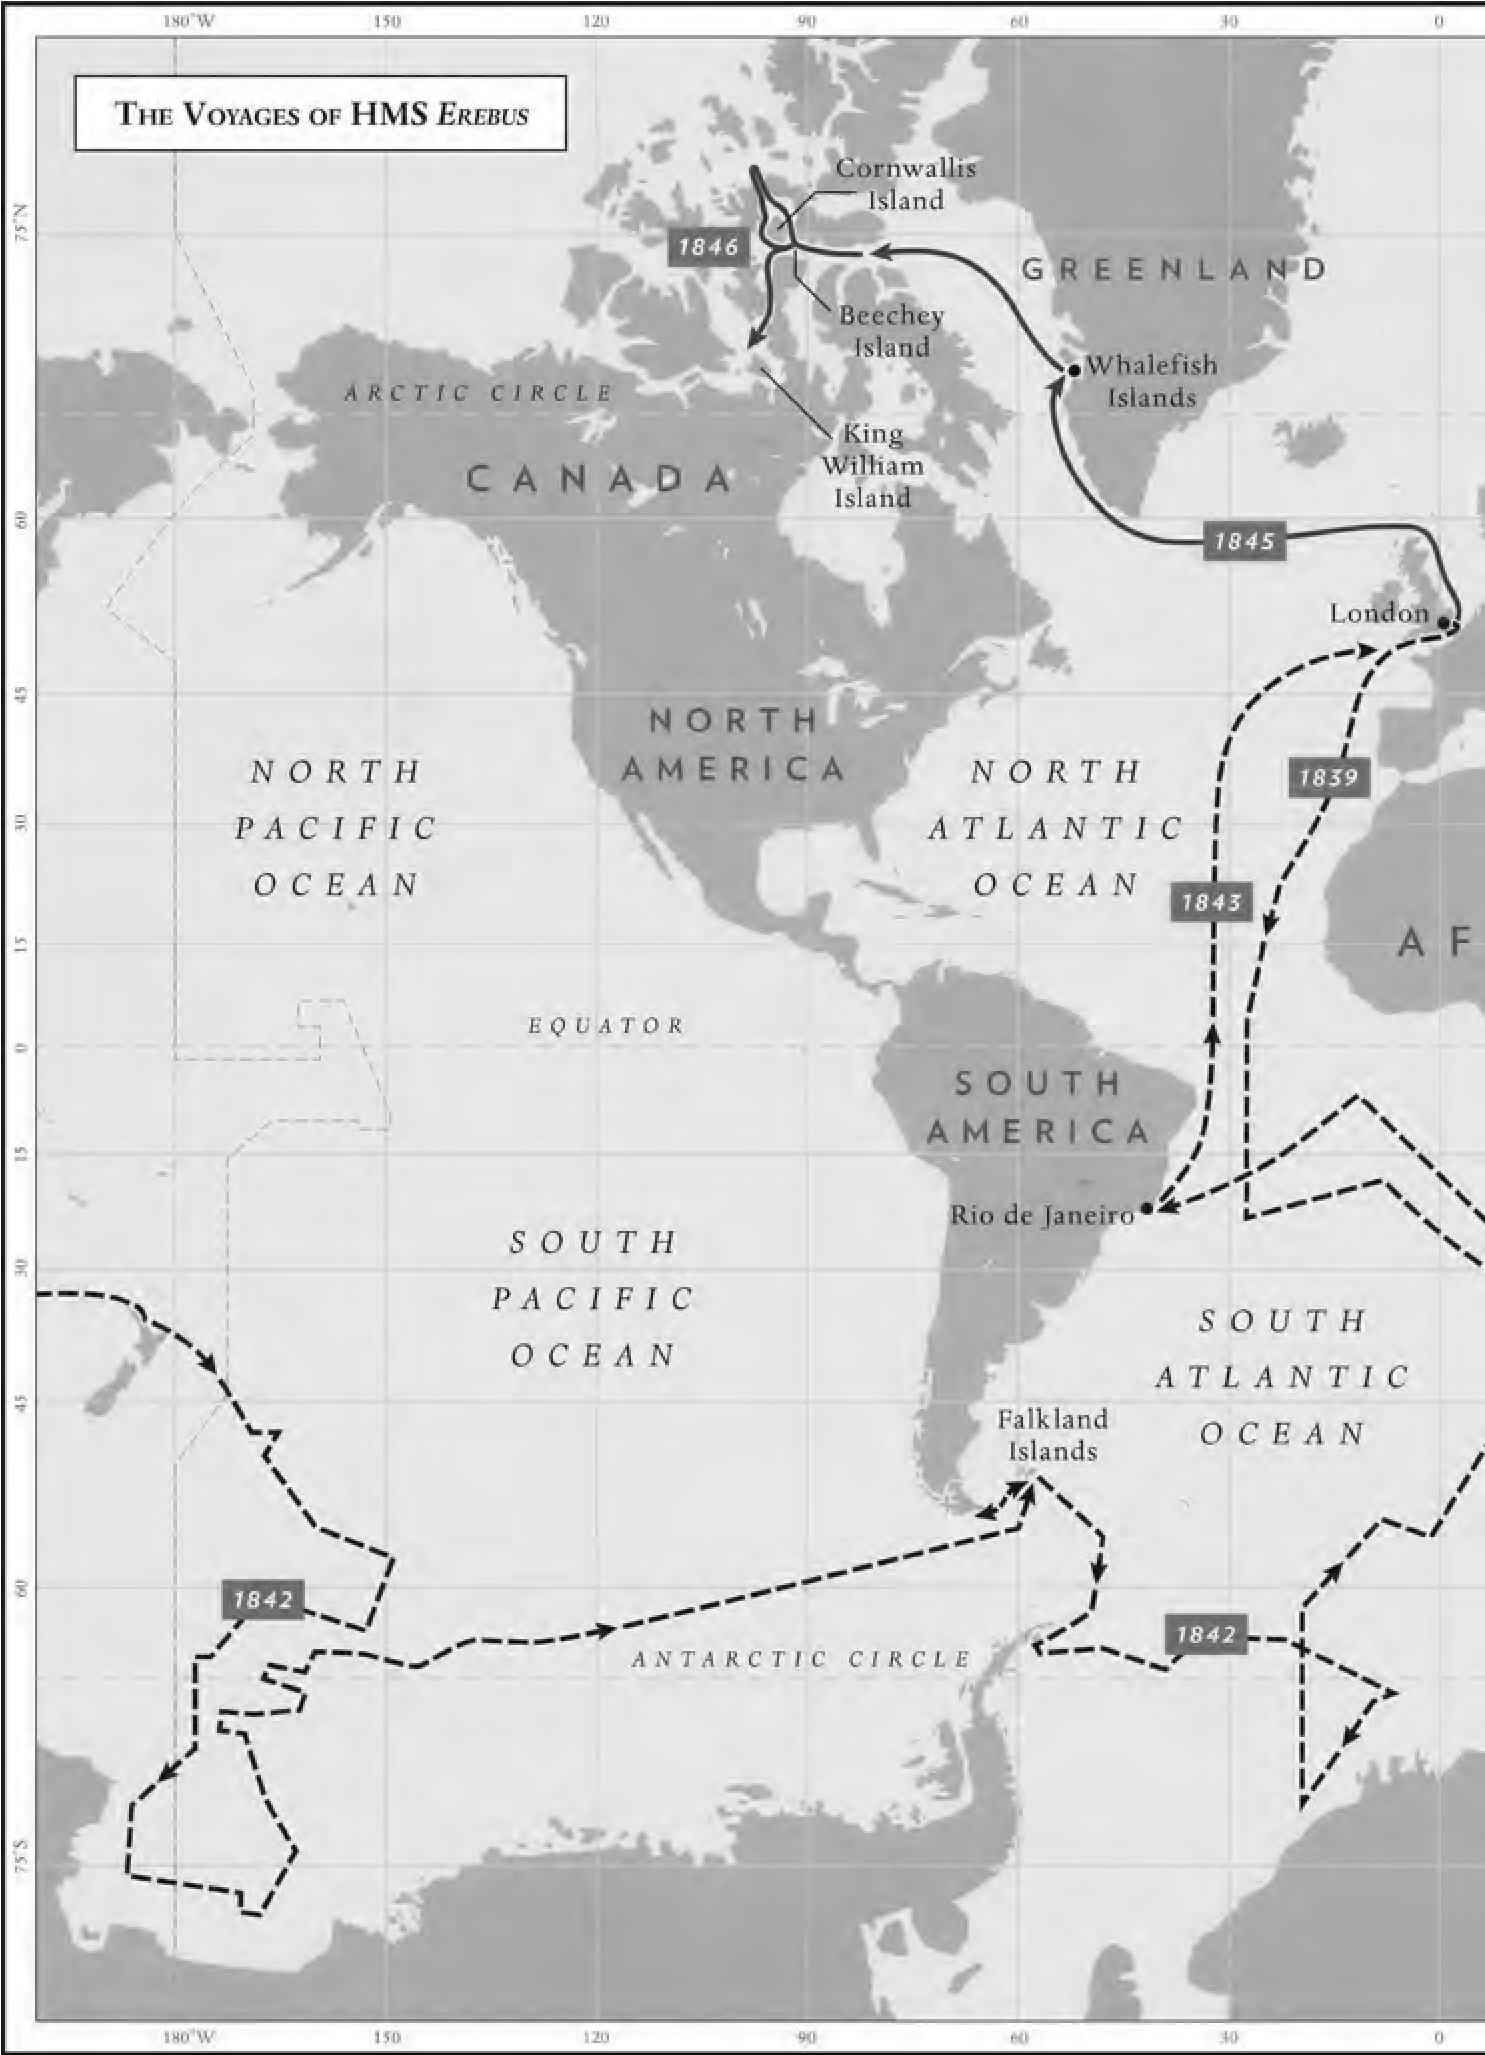 180°W 150 120 90 60 30 0
THE VOYAGES OF HMS EREBUS
Cornwallis
Island
75°N
1846
GREENLAND
Beechey
Island
Whalefish
Islands
ARCTIC CIRCLE
King
William
Island
CANADA
60
1845
London
45
NORTH
AMERICA
NORTH
PACIFIC
OCEAN
NORTH
ATLANTIC
OCEAN
1839
30
1843
15
AF
EQUATOR
0
SOUTH
AMERICA
15
Rio de Janeiro
SOUTH
PACIFIC
OCEAN
30
SOUTH
ATLANTIC
OCEAN
45
Falkland
Islands
60
1842
1842
ANTARCTIC CIRCLE
75°S
180°W 150 120 90 60 30 0